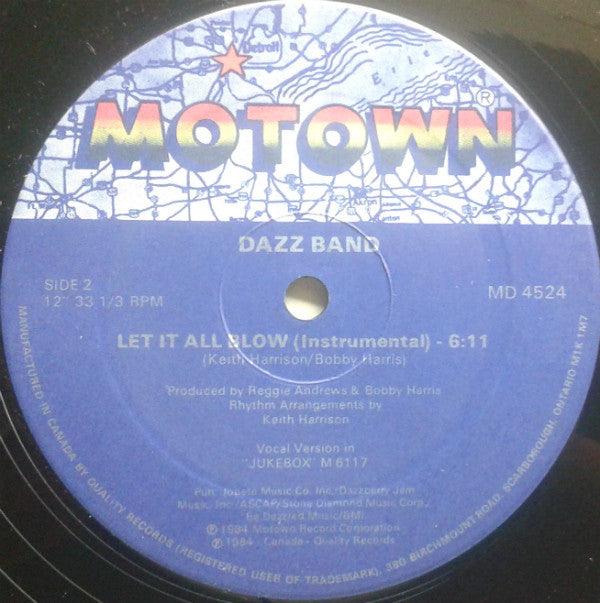 Detroit
Erie
MOTOWN®
Akron
Canton
DAZZ BAND
SIDE 2
12" 33 1/3 RPM
MD 4524
LET IT ALL BLOW (Instrumental) - 6:11
(Keith Harrison/Bobby Harris)
Produced by Reggie Andrews & Bobby Harris
Rhythm Arrangements by
Keith Harrison
Vocal Version in
"JUKEBOX" M 6117
Pub: Jobete Music Co. Inc./Dazzberry Jam
Music, Inc./ASCAP/Stone Diamond Music Corp./
Be Dazzled Music/BMI
℗ 1984 Motown Record Corporation
℗ 1984 - Canada - Quality Records
MANUFACTURED IN CANADA BY QUALITY RECORDS (REGISTERED USER OF TRADEMARK), 380 BIRCHMOUNT ROAD, SCARBOROUGH, ONTARIO M1K 1M7